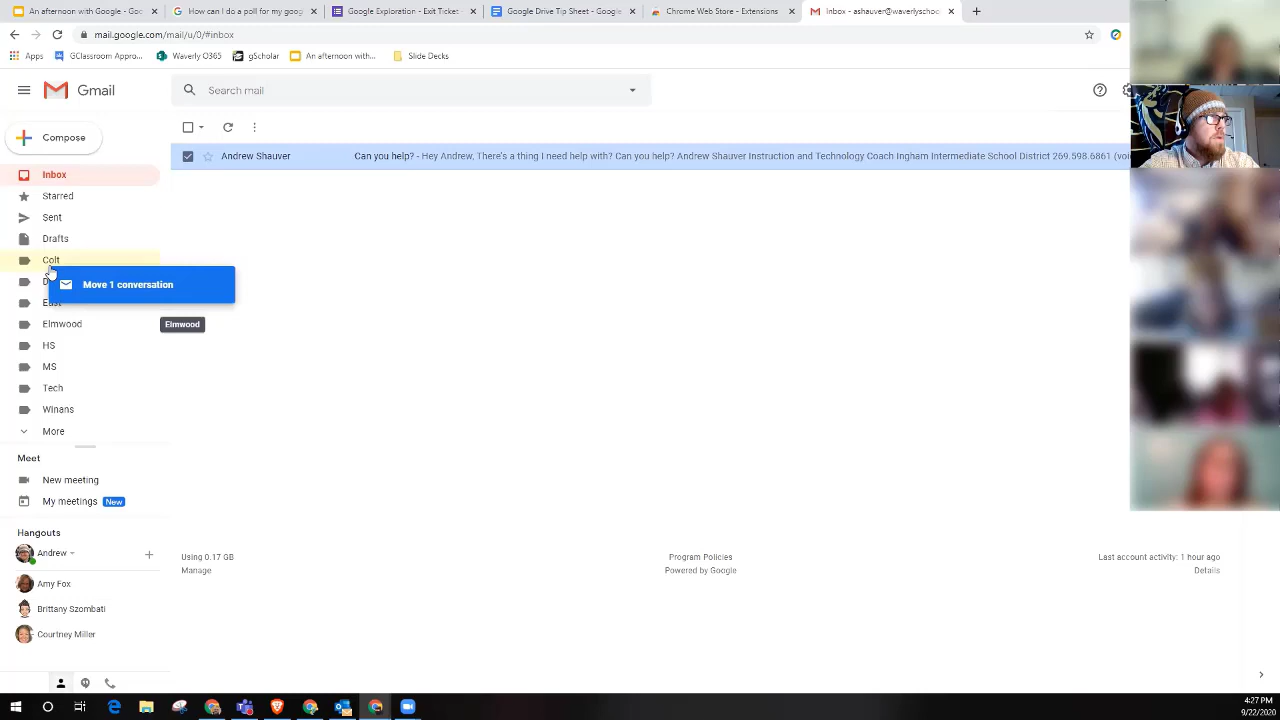 An afternoon with Google - Goo
How can I do a poll for my goog
Google Exploration - Exit Ticke
Google Drive Tip Sheet - Google
Chrome Web Store - Extensions
Inbox - ashauver@waverlyschoo
mail.google.com/mail/u/0/#inbox
Apps
GClassroom Appro...
Waverly O365
gScholar
An afternoon with...
Slide Decks
Gmail
Search mail
Compose
Andrew Shauver
Can you help? - Hey Andrew, There's a thing I need help with? Can you help? Andrew Shauver Instruction and Technology Coach Ingham Intermediate School District 269.598.6861 (voi
Inbox
Starred
Sent
Drafts
Colt
Move 1 conversation
East
Elmwood
Elmwood
HS
MS
Tech
Winans
More
Meet
New meeting
My meetings New
Hangouts
Andrew
Amy Fox
Brittany Szombati
Courtney Miller
Using 0.17 GB
Manage
Program Policies
Powered by Google
Last account activity: 1 hour ago
Details
4:27 PM
9/22/2020